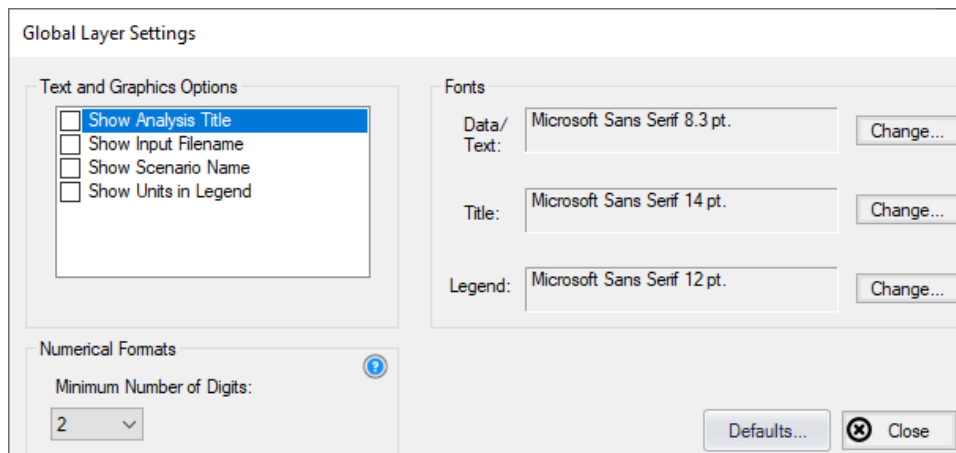 Global Layer Settings
Text and Graphics Options
Show Analysis Title
Show Input Filename
Show Scenario Name
Show Units in Legend
Fonts
Data/
Text:
Microsoft Sans Serif 8.3 pt.
Change...
Title:
Microsoft Sans Serif 14 pt.
Change...
Legend:
Microsoft Sans Serif 12 pt.
Change...
Numerical Formats
?
Minimum Number of Digits:
2
Defaults...
Close